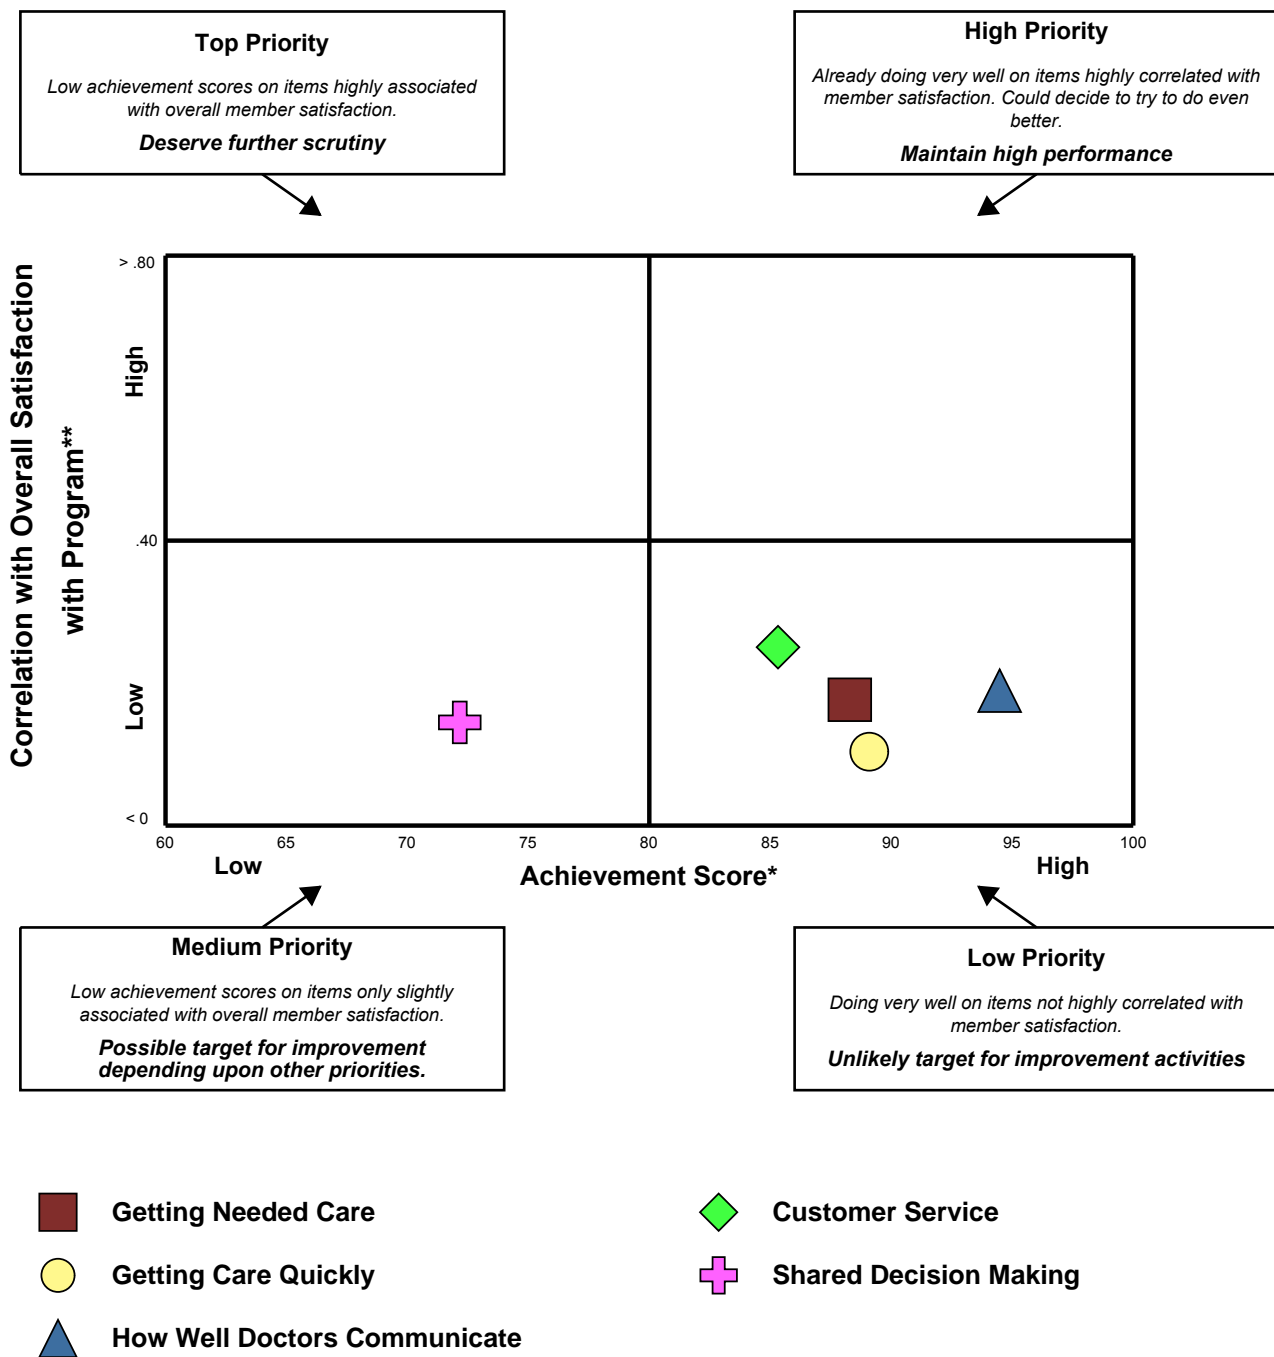 Top Priority
Low achievement scores on items highly associated
with overall member satisfaction.
Deserve further scrutiny
High Priority
Already doing very well on items highly correlated with
member satisfaction. Could decide to try to do even
better.
Maintain high performance
Correlation with Overall Satisfaction
with Program**
> .80
High
.40
Low
< 0
60 65 70 75 80 85 90 95 100
Low
Achievement Score*
High
Medium Priority
Low achievement scores on items only slightly
associated with overall member satisfaction.
Possible target for improvement
depending upon other priorities.
Low Priority
Doing very well on items not highly correlated with
member satisfaction.
Unlikely target for improvement activities
Getting Needed Care
Customer Service
Getting Care Quickly
Shared Decision Making
How Well Doctors Communicate